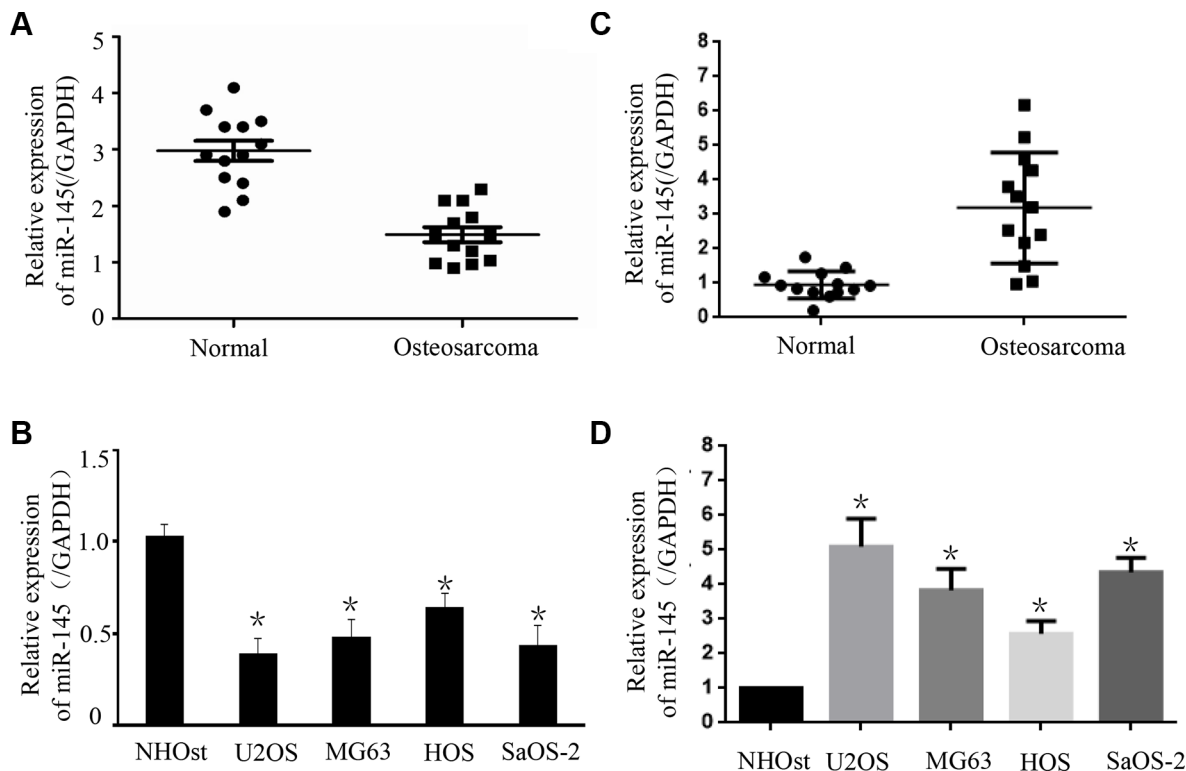 A
Relative expression
of miR-145(/GAPDH)
5
4
3
2
1
0
Normal
Osteosarcoma
C
Relative expression
of miR-145(/GAPDH)
8
7
6
5
4
3
2
1
0
Normal
Osteosarcoma
B
Relative expression
of miR-145（/GAPDH）
1.5
1.0
0.5
0
*
*
*
*
NHOst
U2OS
MG63
HOS
SaOS-2
D
Relative expression
of miR-145（/GAPDH）
8
7
6
5
4
3
2
1
0
*
*
*
*
NHOst
U2OS
MG63
HOS
SaOS-2